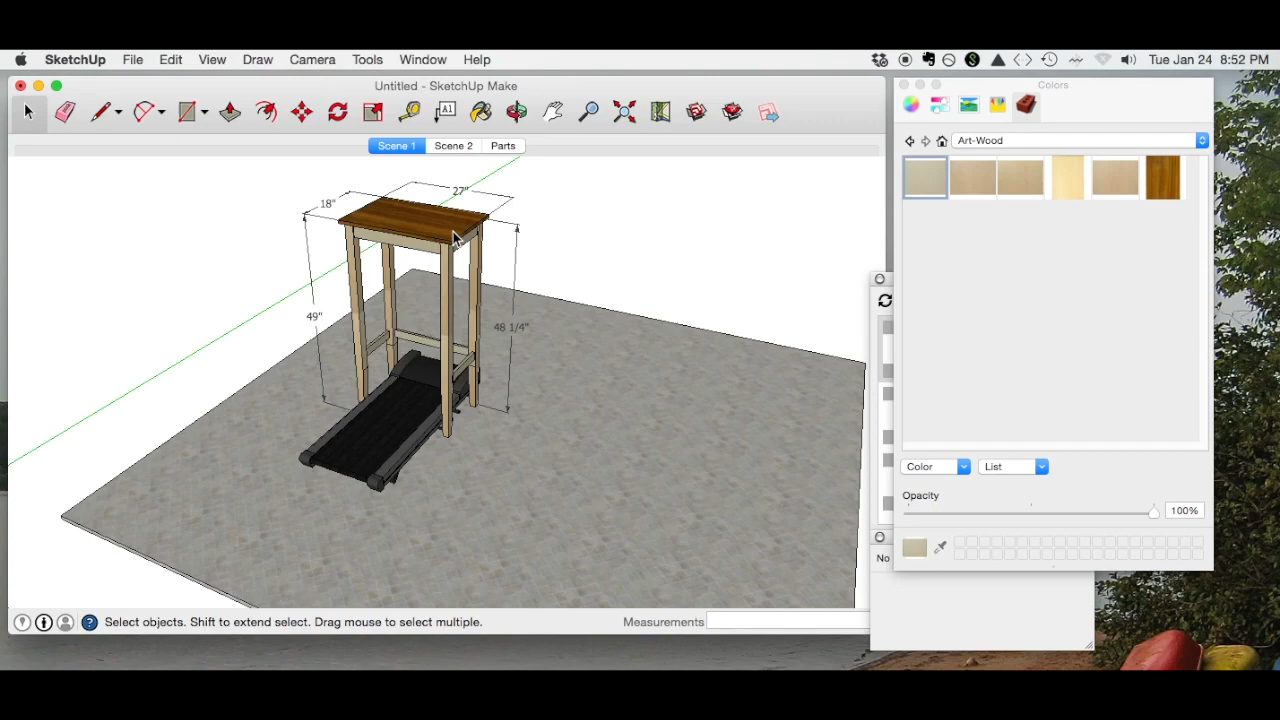 SketchUp File Edit View Draw Camera Tools Window Help Tue Jan 24 8:52 PM
Untitled - SketchUp Make
Colors
A1
Scene 1 Scene 2 Parts
Art-Wood
27"
18"
49"
48 1/4"
Color List
Opacity
100%
No
Select objects. Shift to extend select. Drag mouse to select multiple. Measurements